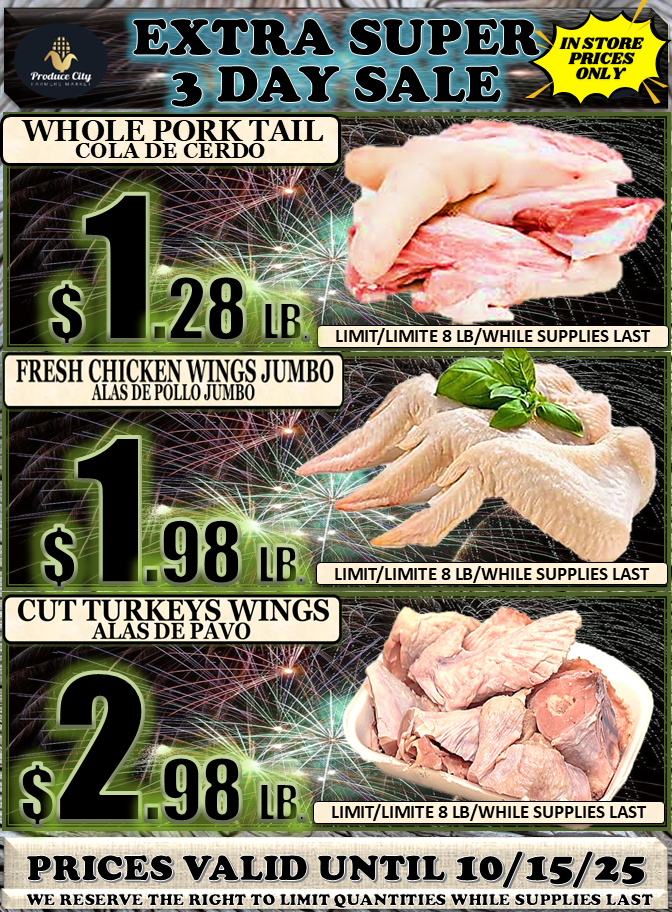 Produce City
FARMERS MARKET
EXTRA SUPER
3 DAY SALE
IN STORE
PRICES
ONLY
WHOLE PORK TAIL
COLA DE CERDO
$1.28 LB.
LIMIT/LIMITE 8 LB/WHILE SUPPLIES LAST
FRESH CHICKEN WINGS JUMBO
ALAS DE POLLO JUMBO
$1.98 LB.
LIMIT/LIMITE 8 LB/WHILE SUPPLIES LAST
CUT TURKEYS WINGS
ALAS DE PAVO
$2.98 LB.
LIMIT/LIMITE 8 LB/WHILE SUPPLIES LAST
PRICES VALID UNTIL 10/15/25
WE RESERVE THE RIGHT TO LIMIT QUANTITIES WHILE SUPPLIES LAST